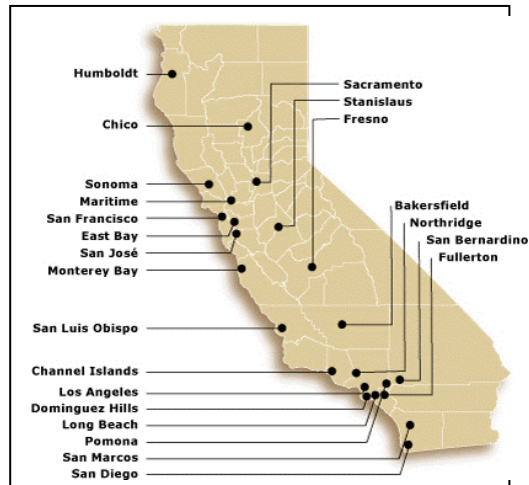 Humboldt
Sacramento
Stanislaus
Fresno
Chico
Sonoma
Maritime
San Francisco
East Bay
San José
Monterey Bay
Bakersfield
Northridge
San Bernardino
Fullerton
San Luis Obispo
Channel Islands
Los Angeles
Dominguez Hills
Long Beach
Pomona
San Marcos
San Diego